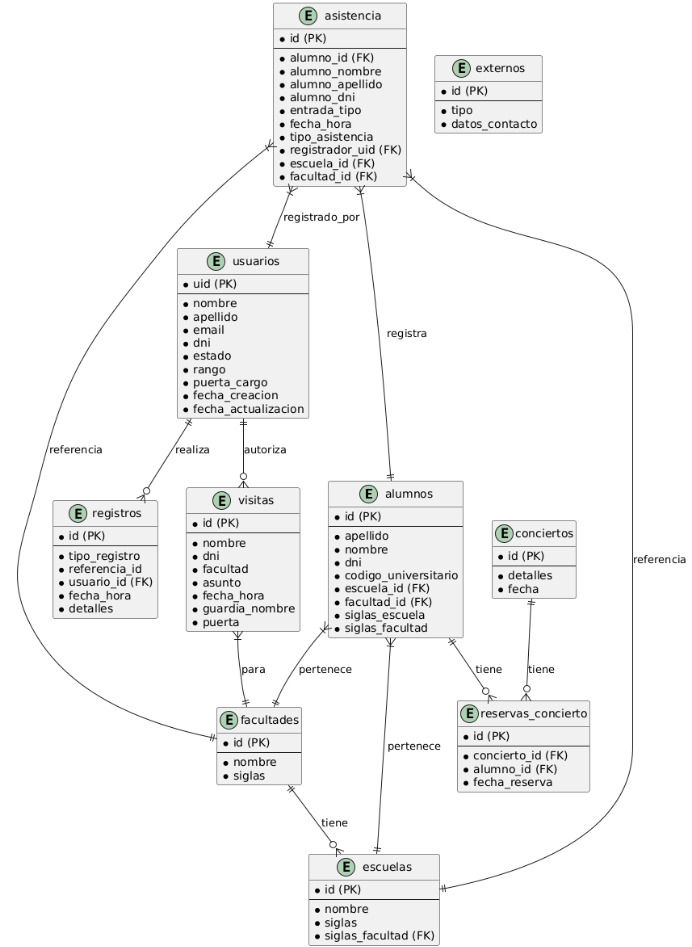 E asistencia
id (PK)
alumno_id (FK)
alumno_nombre
alumno_apellido
alumno_dni
entrada_tipo
fecha_hora
tipo_asistencia
registrador_uid (FK)
escuela_id (FK)
facultad_id (FK)
E externos
id (PK)
tipo
datos_contacto
registrado_por
E usuarios
uid (PK)
nombre
apellido
email
dni
estado
rango
puerta_cargo
fecha_creacion
fecha_actualizacion
registra
referencia
realiza
autoriza
E registros
id (PK)
tipo_registro
referencia_id
usuario_id (FK)
fecha_hora
detalles
E visitas
id (PK)
nombre
dni
facultad
asunto
fecha_hora
guardia_nombre
puerta
E alumnos
id (PK)
apellido
nombre
dni
codigo_universitario
escuela_id (FK)
facultad_id (FK)
siglas_escuela
siglas_facultad
E conciertos
id (PK)
detalles
fecha
referencia
para
pertenece
tiene
tiene
E facultades
id (PK)
nombre
siglas
E reservas_concierto
id (PK)
concierto_id (FK)
alumno_id (FK)
fecha_reserva
pertenece
tiene
E escuelas
id (PK)
nombre
siglas
siglas_facultad (FK)